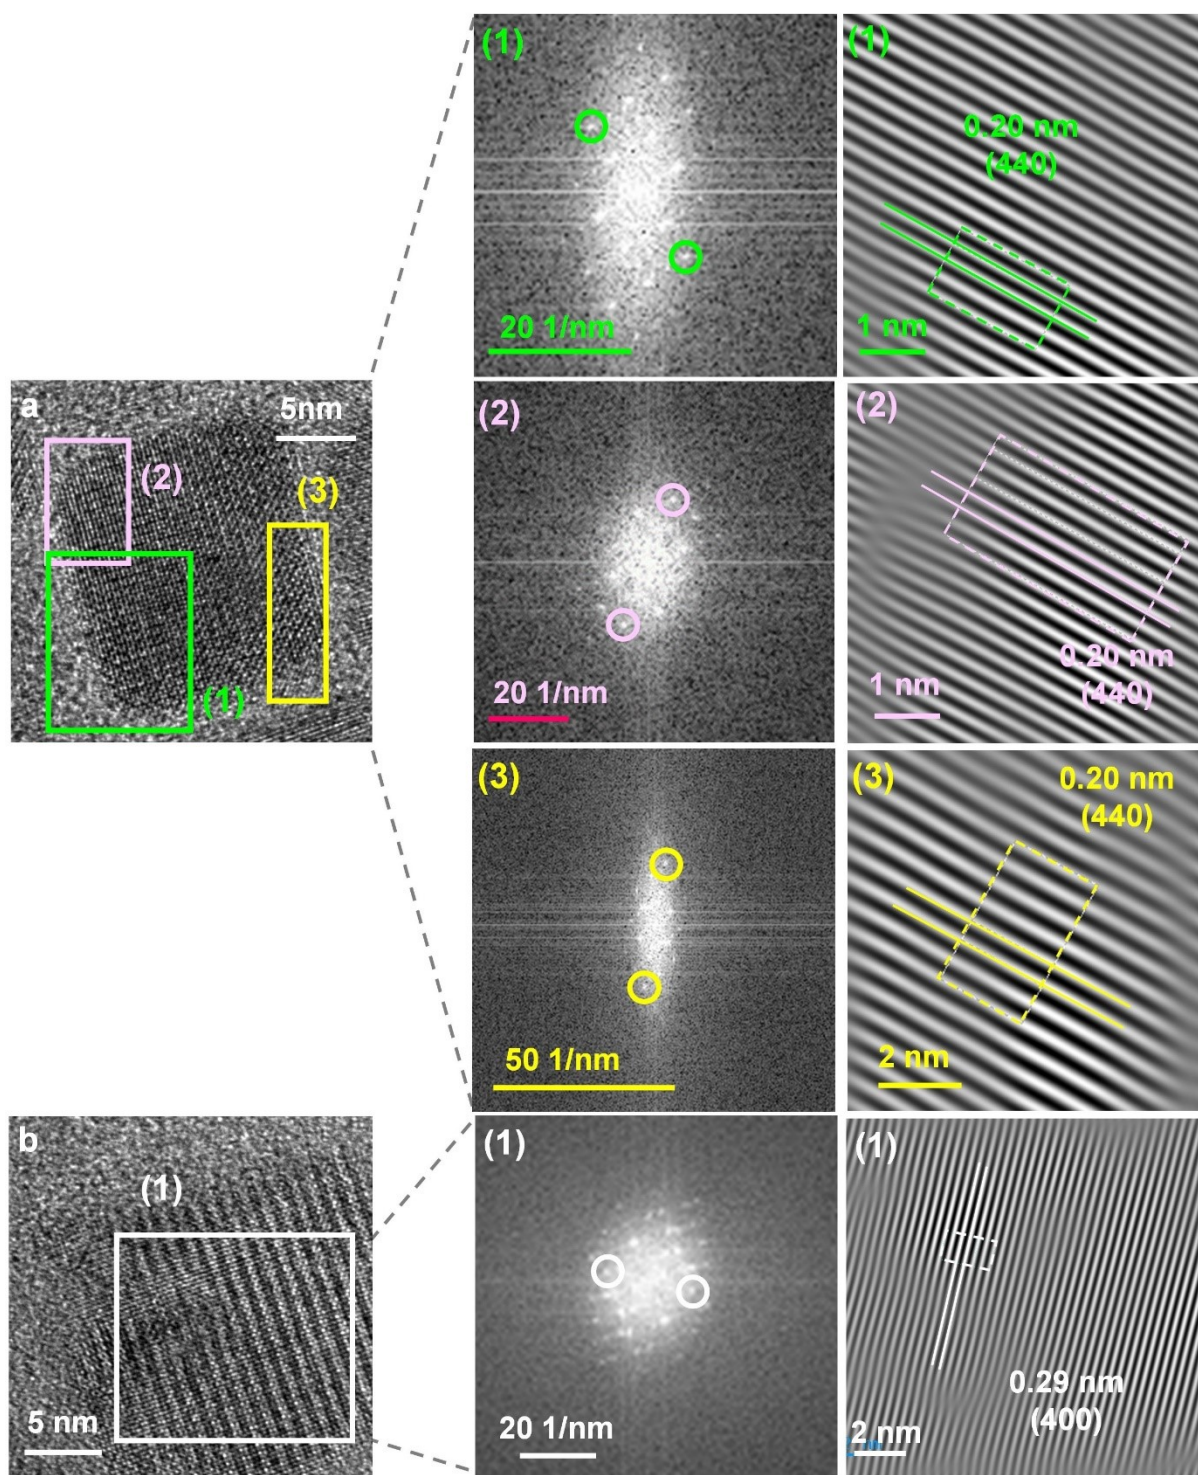 (1)
20 1/nm
(1)
0.20 nm
(440)
1 nm
a
5nm
(2)
(3)
(1)
(2)
20 1/nm
(2)
0.20 nm
(440)
1 nm
(3)
50 1/nm
(3)
0.20 nm
(440)
2 nm
b
(1)
5 nm
(1)
20 1/nm
(1)
0.29 nm
(400)
2 nm